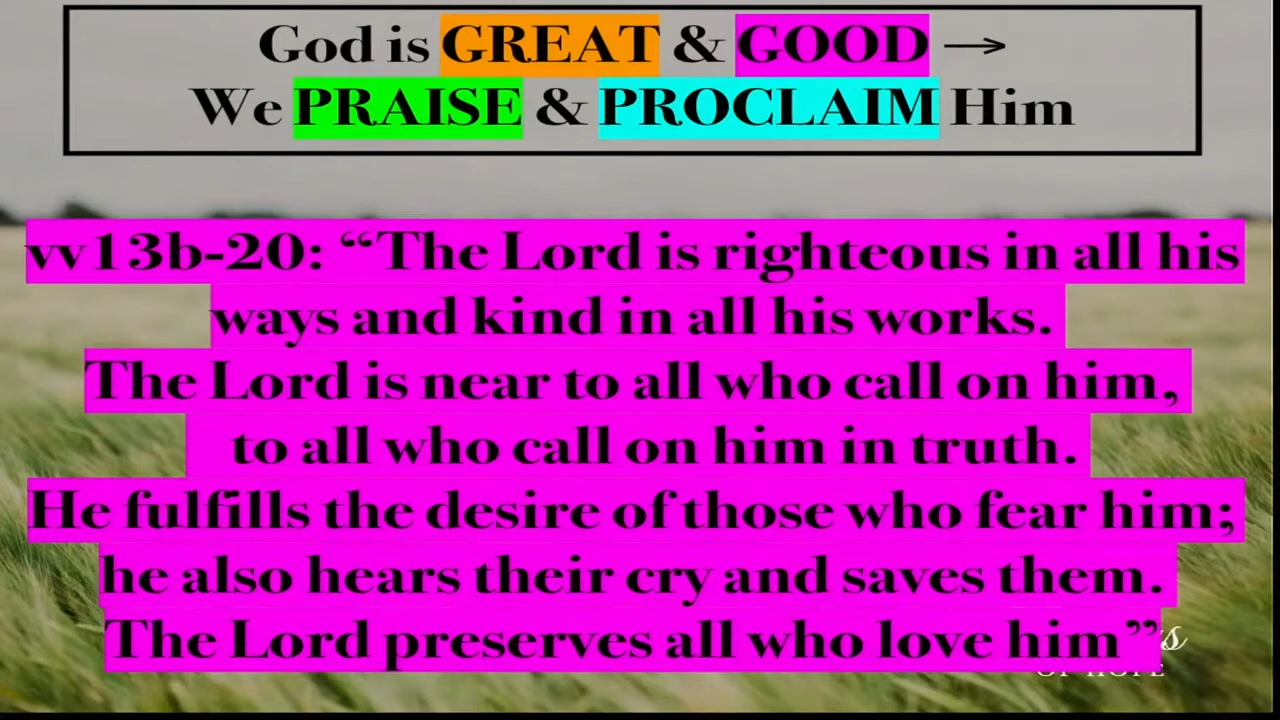 God is GREAT & GOOD →
We PRAISE & PROCLAIM Him
vv13b-20: “The Lord is righteous in all his
ways and kind in all his works.
The Lord is near to all who call on him,
to all who call on him in truth.
He fulfills the desire of those who fear him;
he also hears their cry and saves them.
The Lord preserves all who love him”
OF HOPE